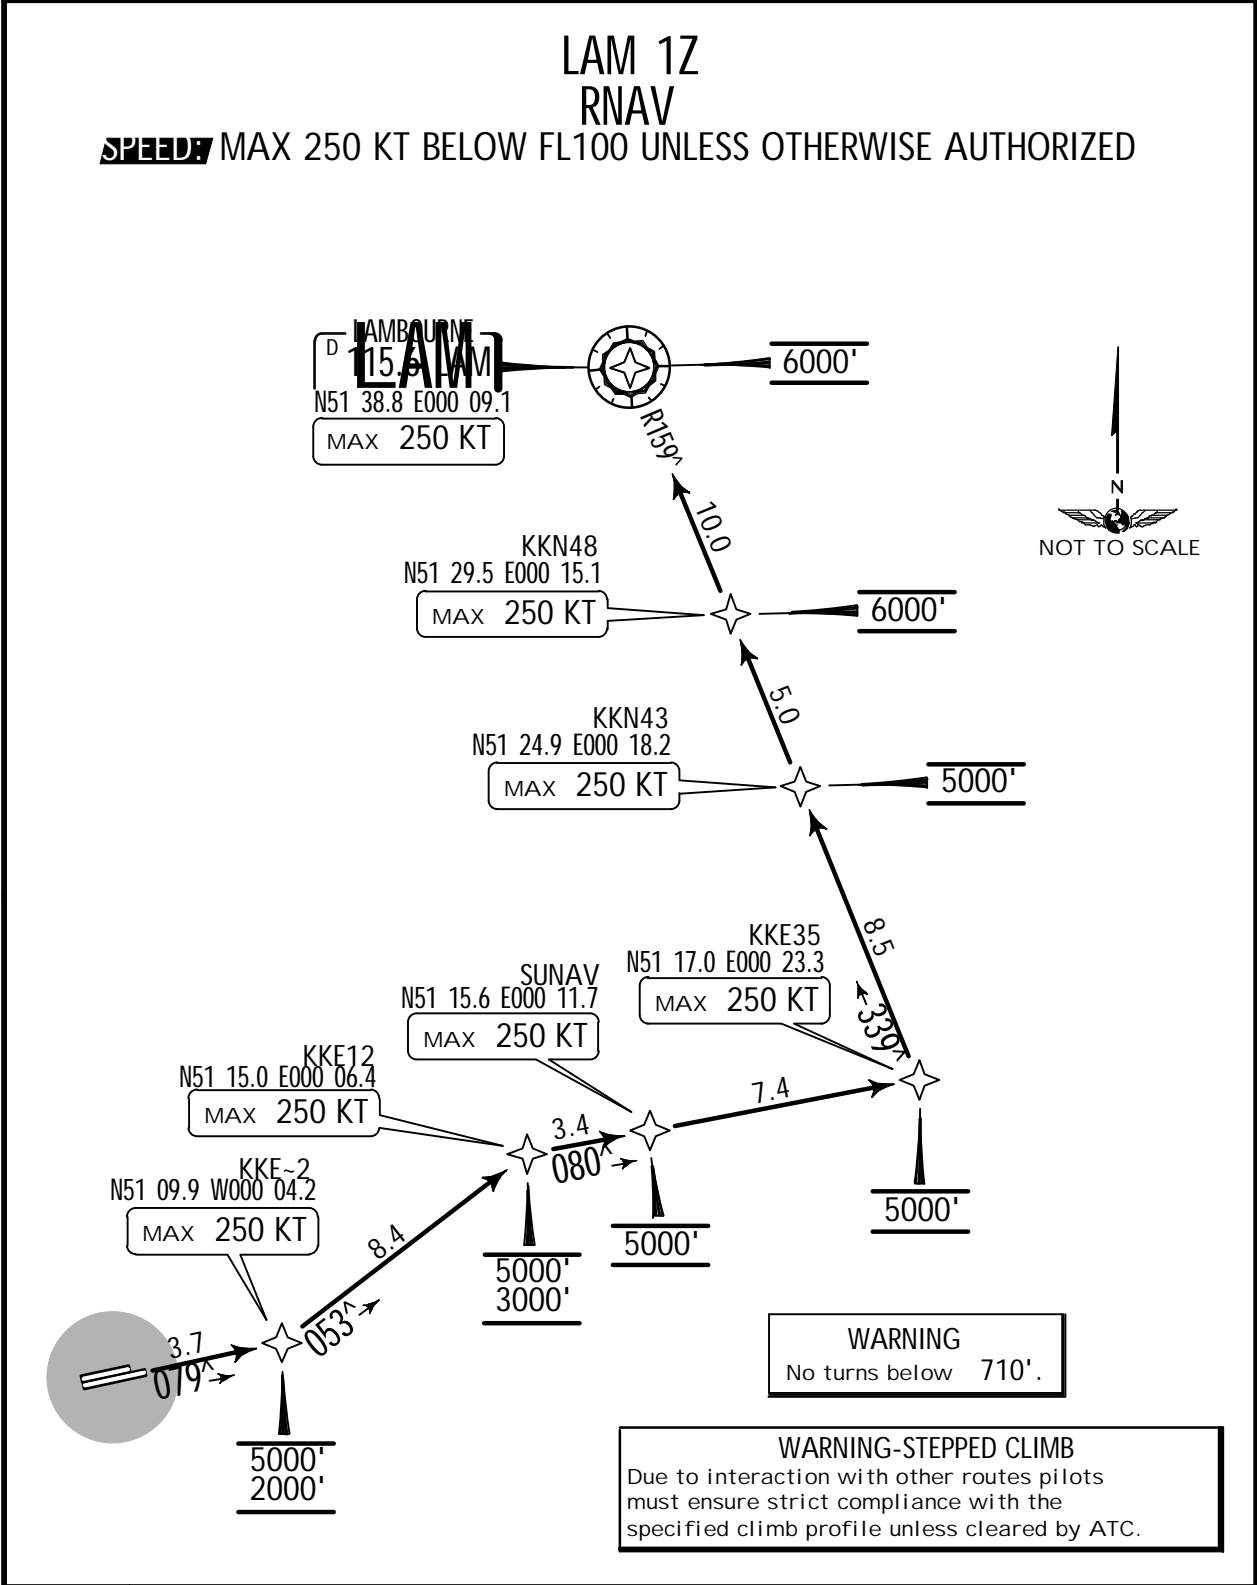 LAM 1Z
RNAV
SPEED: MAX 250 KT BELOW FL100 UNLESS OTHERWISE AUTHORIZED
LAMBOURNE
D 115.6 LAM
LAM
N51 38.8 E000 09.1
MAX 250 KT
6000'
R159^
N
NOT TO SCALE
10.0
KKN48
N51 29.5 E000 15.1
MAX 250 KT
6000'
5.0
KKN43
N51 24.9 E000 18.2
MAX 250 KT
5000'
8.5
339^
KKE35
N51 17.0 E000 23.3
MAX 250 KT
5000'
7.4
SUNAV
N51 15.6 E000 11.7
MAX 250 KT
5000'
3.4
080^
KKE12
N51 15.0 E000 06.4
MAX 250 KT
5000'
3000'
8.4
053^
KKE~2
N51 09.9 W000 04.2
MAX 250 KT
5000'
2000'
3.7
079^
WARNING
No turns below 710'.
WARNING-STEPPED CLIMB
Due to interaction with other routes pilots
must ensure strict compliance with the
specified climb profile unless cleared by ATC.